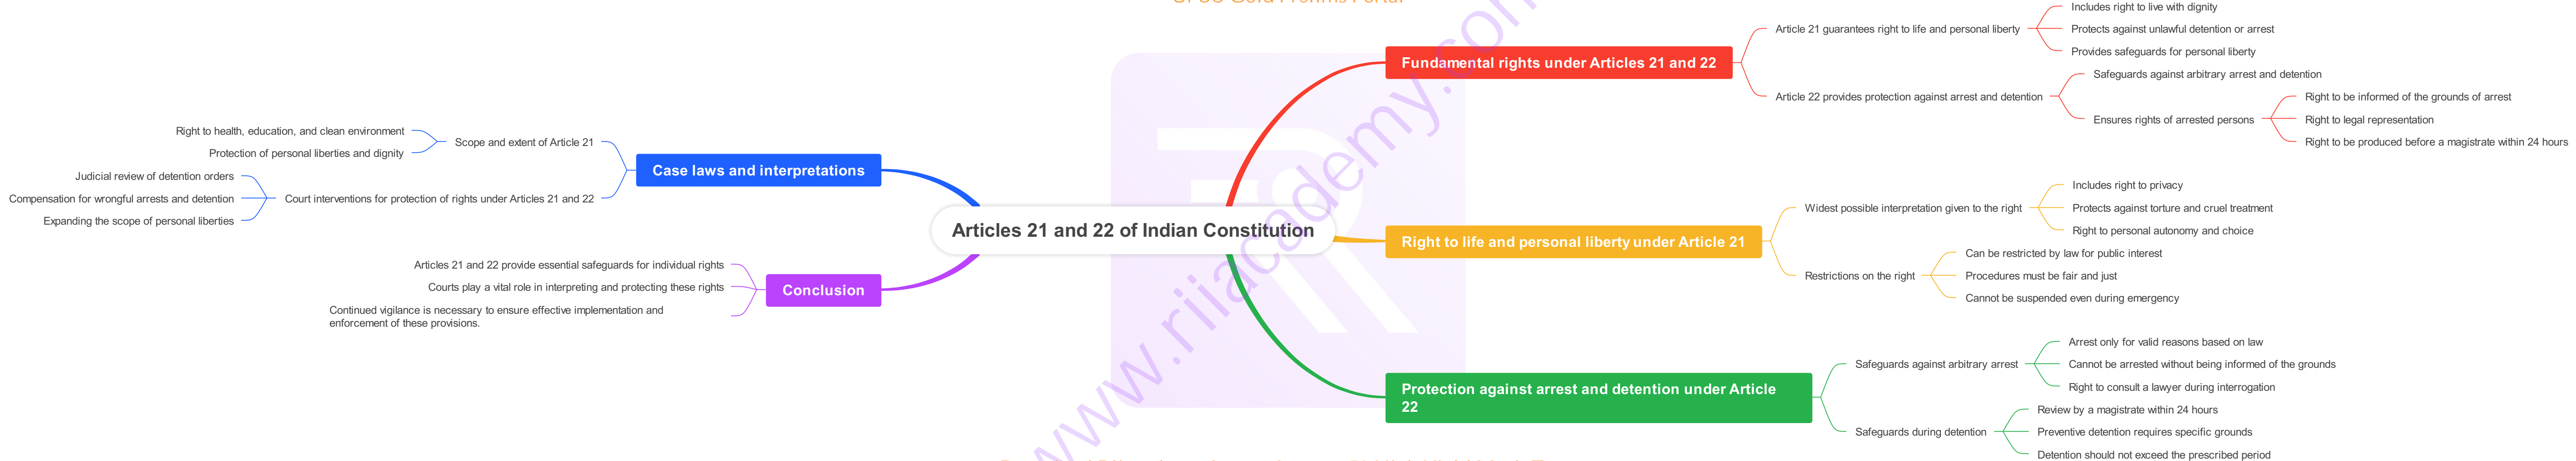 Articles 21 and 22 of Indian Constitution
Fundamental rights under Articles 21 and 22
Article 21 guarantees right to life and personal liberty
Includes right to live with dignity
Protects against unlawful detention or arrest
Provides safeguards for personal liberty
Article 22 provides protection against arrest and detention
Safeguards against arbitrary arrest and detention
Ensures rights of arrested persons
Right to be informed of the grounds of arrest
Right to legal representation
Right to be produced before a magistrate within 24 hours
Right to life and personal liberty under Article 21
Widest possible interpretation given to the right
Includes right to privacy
Protects against torture and cruel treatment
Right to personal autonomy and choice
Restrictions on the right
Can be restricted by law for public interest
Procedures must be fair and just
Cannot be suspended even during emergency
Protection against arrest and detention under Article
22
Safeguards against arbitrary arrest
Arrest only for valid reasons based on law
Cannot be arrested without being informed of the grounds
Right to consult a lawyer during interrogation
Safeguards during detention
Review by a magistrate within 24 hours
Preventive detention requires specific grounds
Detention should not exceed the prescribed period
Case laws and interpretations
Scope and extent of Article 21
Right to health, education, and clean environment
Protection of personal liberties and dignity
Court interventions for protection of rights under Articles 21 and 22
Judicial review of detention orders
Compensation for wrongful arrests and detention
Expanding the scope of personal liberties
Conclusion
Articles 21 and 22 provide essential safeguards for individual rights
Courts play a vital role in interpreting and protecting these rights
Continued vigilance is necessary to ensure effective implementation and
enforcement of these provisions.